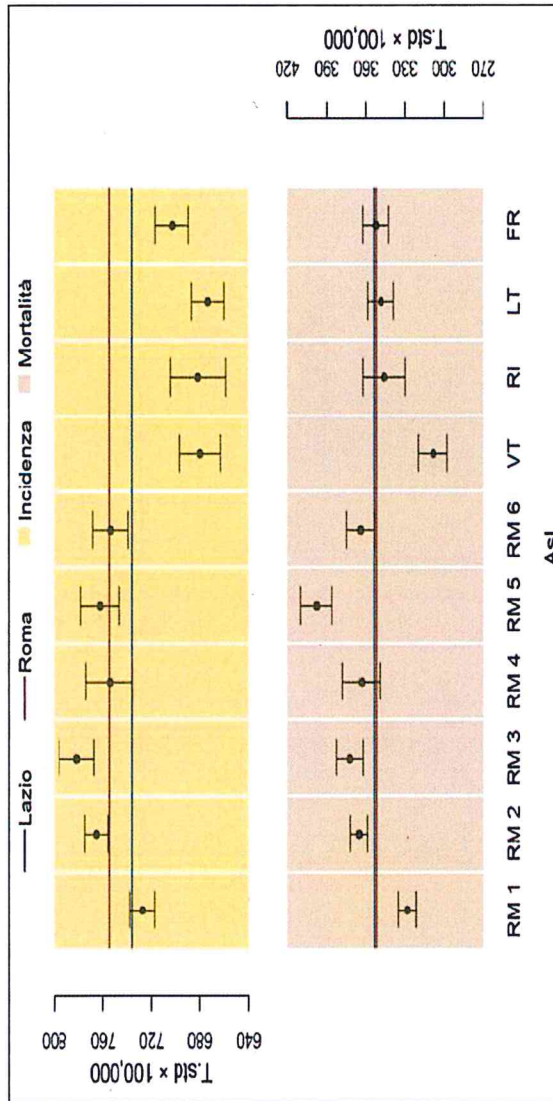 Lazio Roma Incidenza Mortalità
T.std × 100,000
800
760
720
680
640
T.std × 100,000
420
390
360
330
300
270
RM 1 RM 2 RM 3 RM 4 RM 5 RM 6 VT RI LT FR
Asl